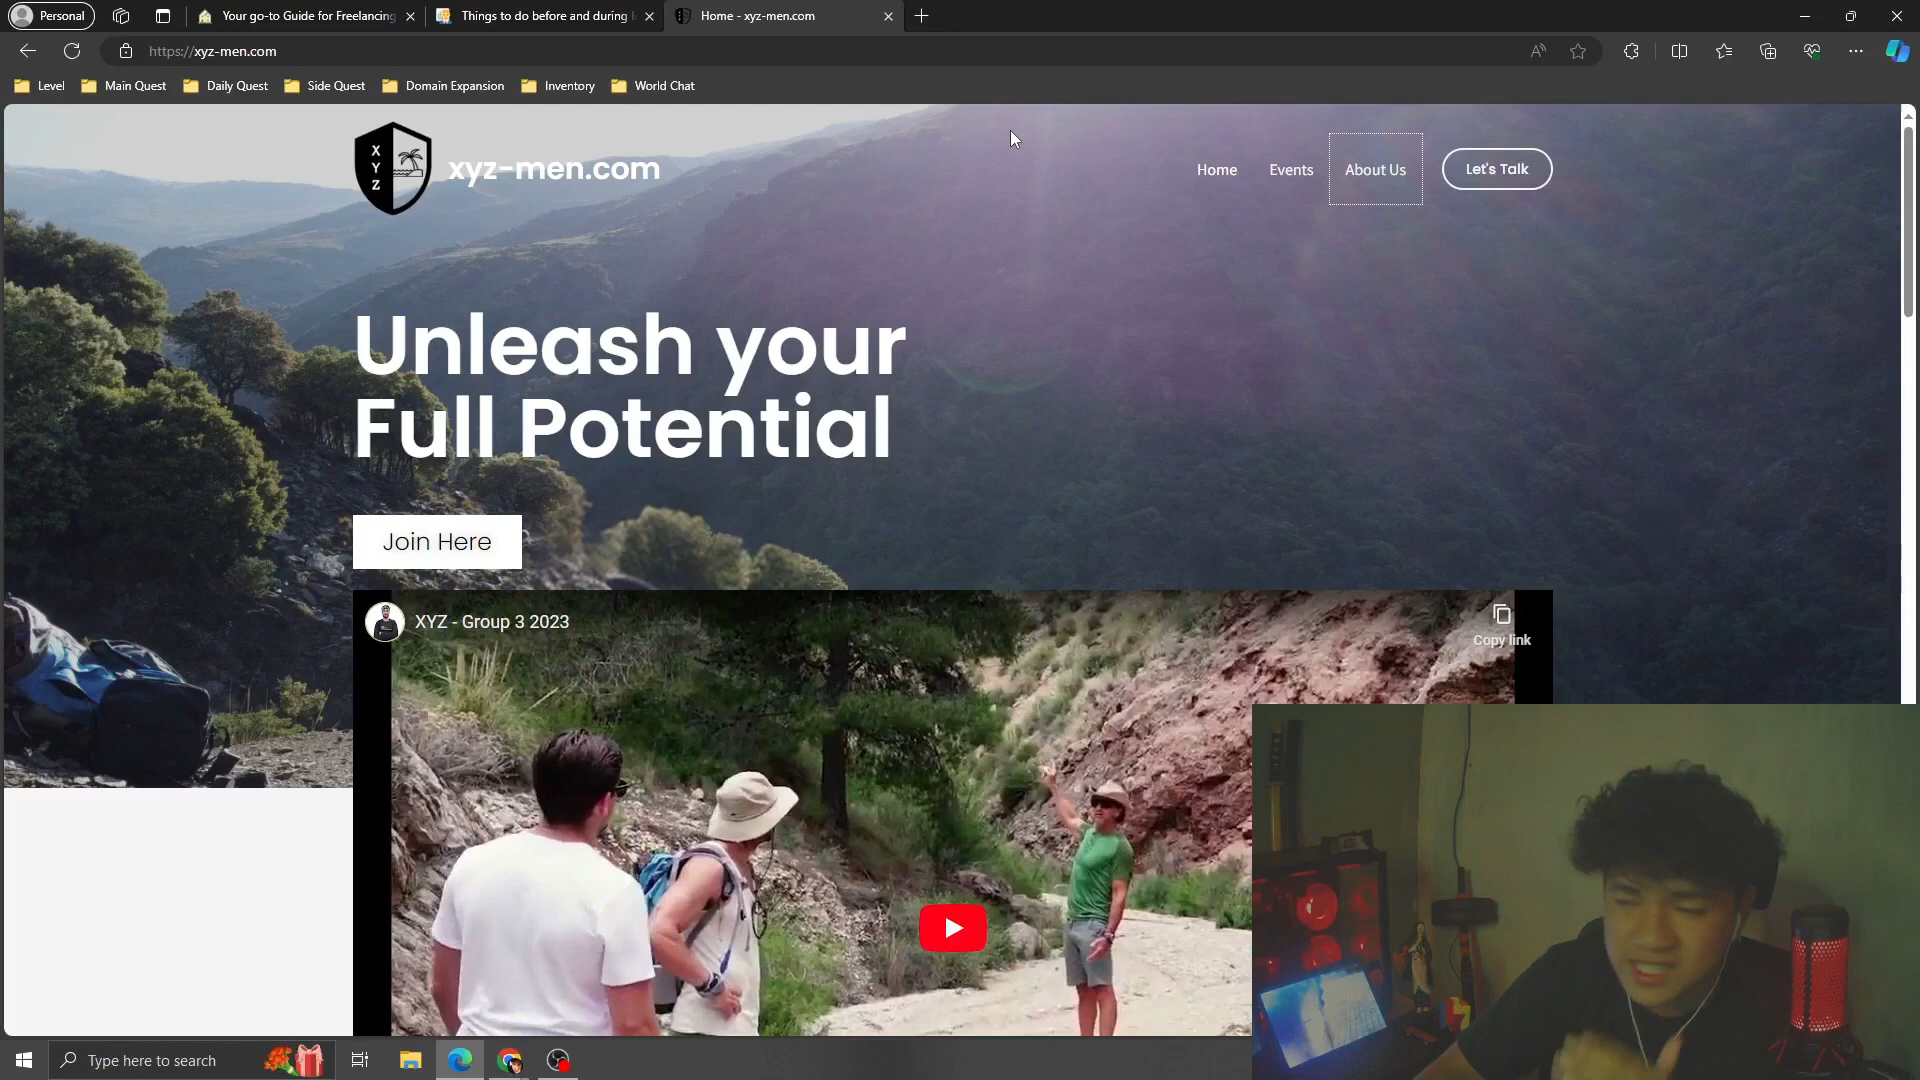 Personal
Your go-to Guide for Freelancing
Things to do before and during
Home - xyz-men.com
https://xyz-men.com
Level
Main Quest
Daily Quest
Side Quest
Domain Expansion
Inventory
World Chat
X
Y
Z
xyz-men.com
Home
Events
About Us
Let's Talk
Unleash your
Full Potential
Join Here
XYZ - Group 3 2023
Copy link
Type here to search